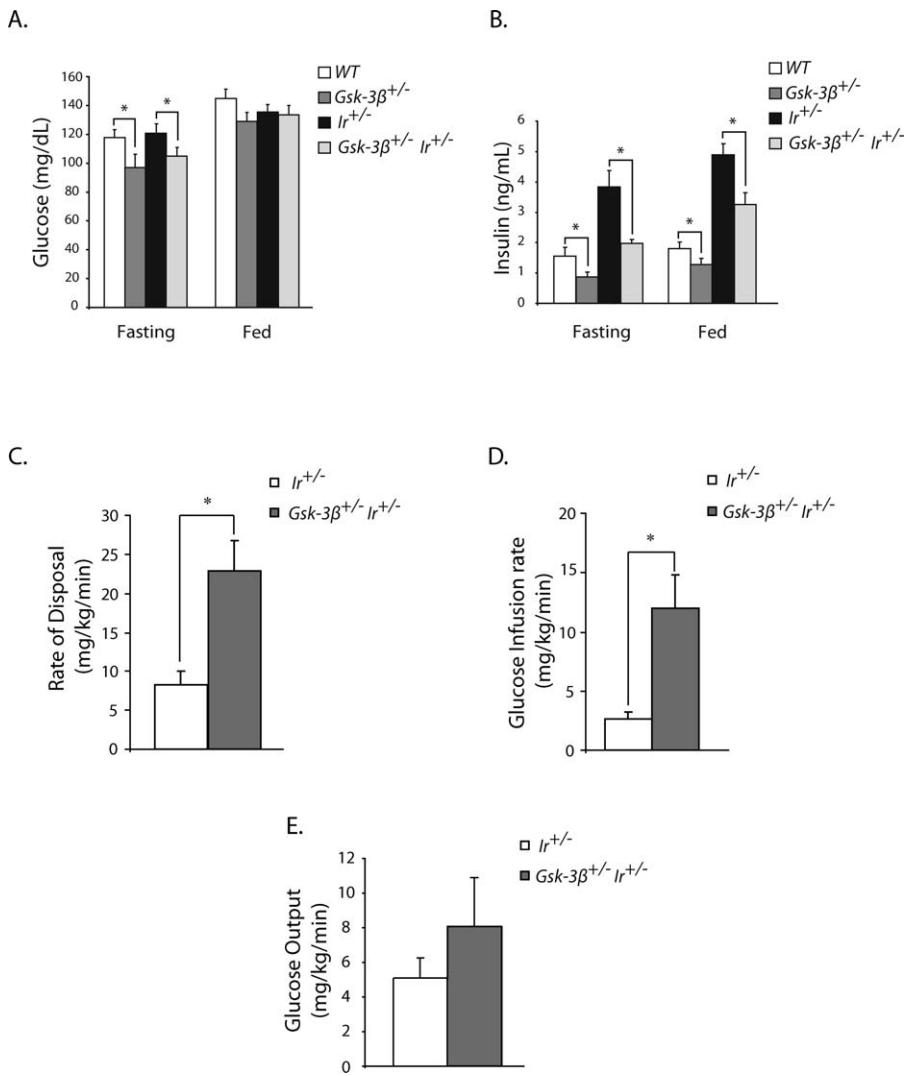 A.
Glucose (mg/dL)
160
140
120
100
80
60
40
20
0
* *
Fasting Fed
WT
Gsk-3β+/-
Ir+/-
Gsk-3β+/- Ir+/-
B.
Insulin (ng/mL)
6
5
4
3
2
1
0
* * * *
Fasting Fed
WT
Gsk-3β+/-
Ir+/-
Gsk-3β+/- Ir+/-
C.
Ir+/-
Gsk-3β+/- Ir+/-
Rate of Disposal
(mg/kg/min)
30
25
20
15
10
5
0
*
D.
Ir+/-
Gsk-3β+/- Ir+/-
Glucose Infusion rate
(mg/kg/min)
20
15
10
5
0
*
E.
Ir+/-
Gsk-3β+/- Ir+/-
Glucose Output
(mg/kg/min)
12
10
8
6
4
2
0